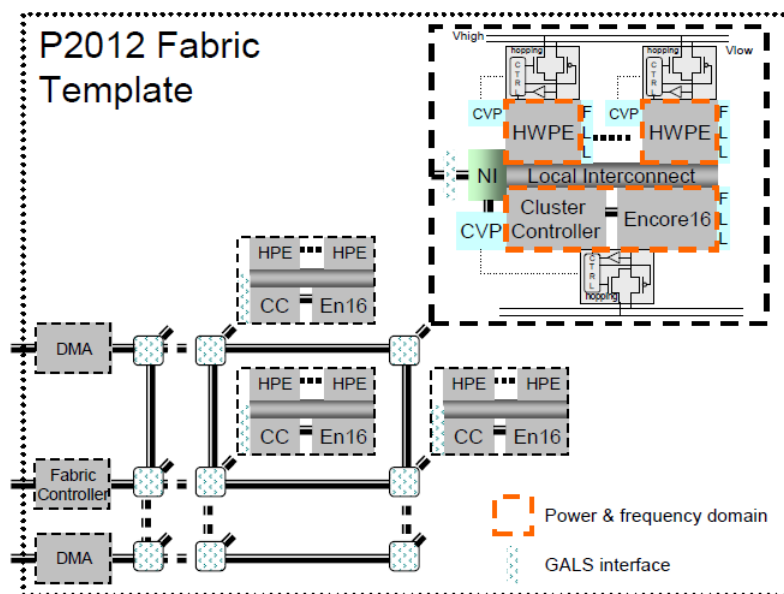 P2012 Fabric
Template
Vhigh
hopping
hopping
Vlow
CTRL
CTRL
CVP
CVP
HWPE
FLL
HWPE
FLL
NI
Local Interconnect
CVP
Cluster
Controller
Encore16
FLL
CTRL
hopping
HPE
HPE
CC
En16
DMA
HPE
HPE
HPE
HPE
CC
En16
CC
En16
Fabric
Controller
DMA
Power & frequency domain
GALS interface